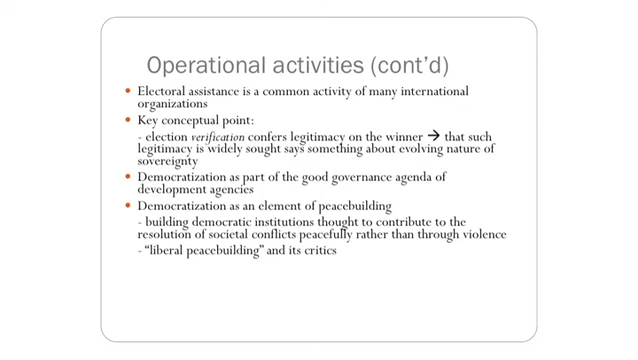 Operational activities (cont'd)
• Electoral assistance is a common activity of many international
organizations
• Key conceptual point:
- election verification confers legitimacy on the winner → that such
legitimacy is widely sought says something about evolving nature of
sovereignty
• Democratization as part of the good governance agenda of
development agencies
• Democratization as an element of peacebuilding
- building democratic institutions thought to contribute to the
resolution of societal conflicts peacefully rather than through violence
- “liberal peacebuilding” and its critics